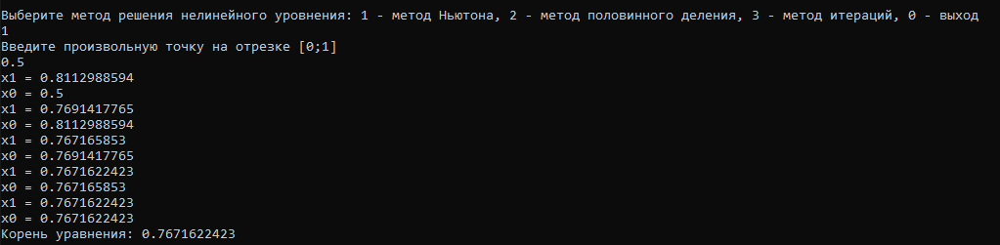 Выберите метод решения нелинейного уровнения: 1 - метод Ньютона, 2 - метод половинного деления, 3 - метод итераций, 0 - выход
1
Введите произвольную точку на отрезке [0;1]
0.5
x1 = 0.8112988594
x0 = 0.5
x1 = 0.7691417765
x0 = 0.8112988594
x1 = 0.767165853
x0 = 0.7691417765
x1 = 0.7671622423
x0 = 0.767165853
x1 = 0.7671622423
x0 = 0.7671622423
Корень уравнения: 0.7671622423